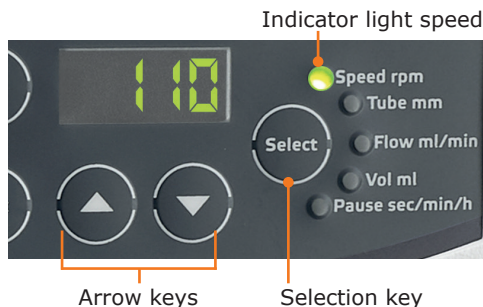 Indicator light speed
110
Speed rpm
Tube mm
Select
Flow ml/min
Vol ml
Pause sec/min/h
Arrow keys
Selection key